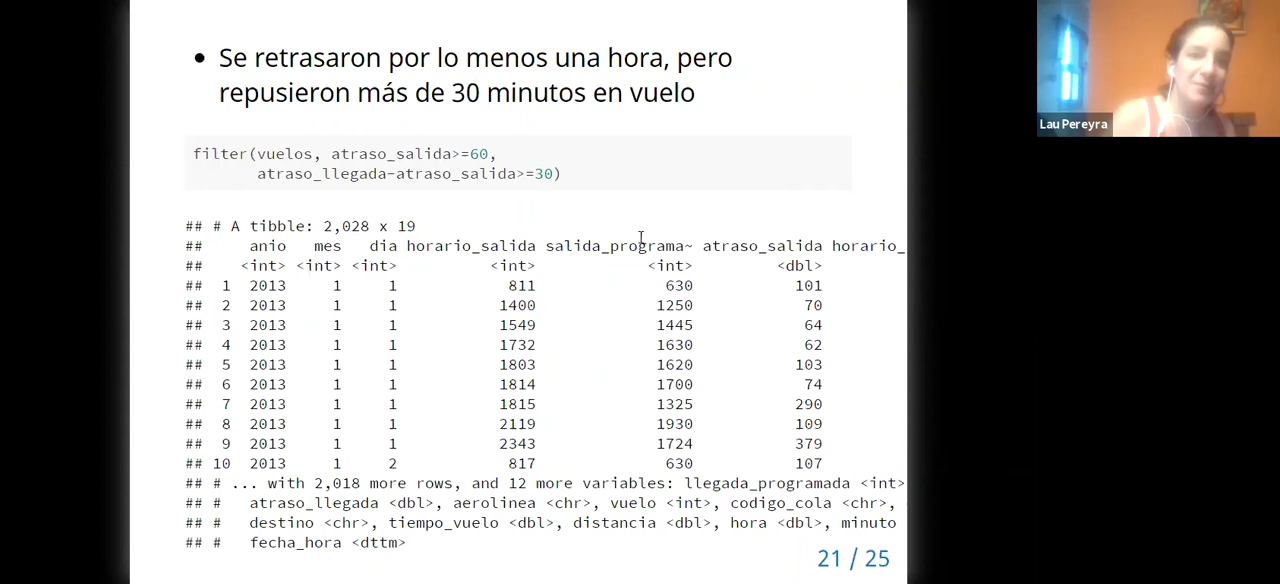 • Se retrasaron por lo menos una hora, pero
repusieron más de 30 minutos en vuelo
Lau Pereyra
filter(vuelos, atraso_salida>=60,
atraso_llegada-atraso_salida>=30)
## # A tibble: 2,028 x 19
## anio mes dia horario_salida salida_programa~ atraso_salida horario_
## <int> <int> <int> <int> <int> <dbl>
## 1 2013 1 1 811 630 101
## 2 2013 1 1 1400 1250 70
## 3 2013 1 1 1549 1445 64
## 4 2013 1 1 1732 1630 62
## 5 2013 1 1 1803 1620 103
## 6 2013 1 1 1814 1700 74
## 7 2013 1 1 1815 1325 290
## 8 2013 1 1 2119 1930 109
## 9 2013 1 1 2343 1724 379
## 10 2013 1 2 817 630 107
## # ... with 2,018 more rows, and 12 more variables: llegada_programada <int>
## # atraso_llegada <dbl>, aerolinea <chr>, vuelo <int>, codigo_cola <chr>,
## # destino <chr>, tiempo_vuelo <dbl>, distancia <dbl>, hora <dbl>, minuto
## # fecha_hora <dttm>
21 / 25